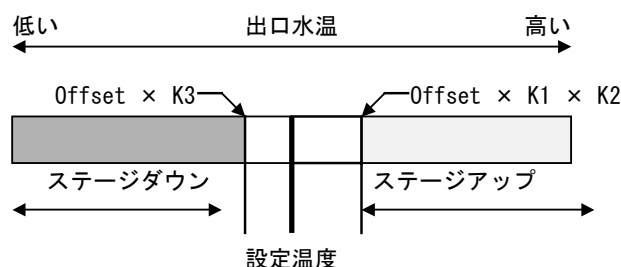 低い 出口水温 高い
Offset × K3 Offset × K1 × K2
ステージダウン ステージアップ
設定温度